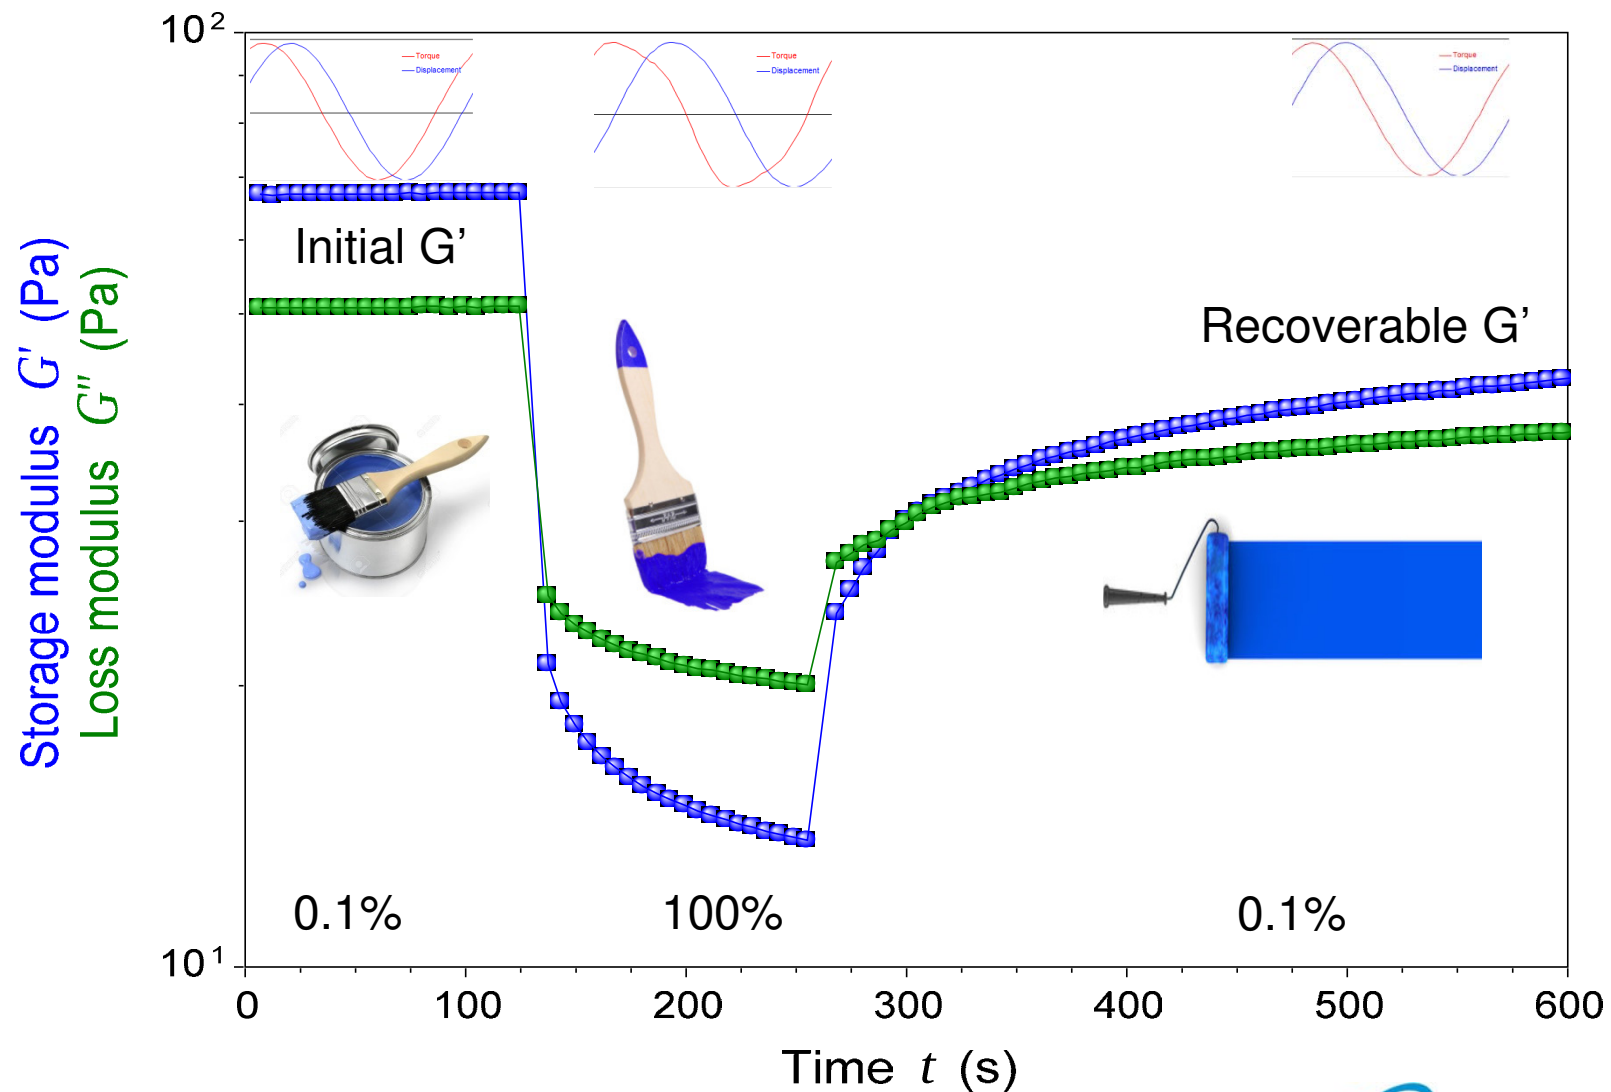 10²
Torque
Displacement
Torque
Displacement
Torque
Displacement
Initial G’
Recoverable G’
Storage modulus G' (Pa)
Loss modulus G'' (Pa)
0.1%
100%
0.1%
10¹
0
100
200
300
400
500
600
Time t (s)